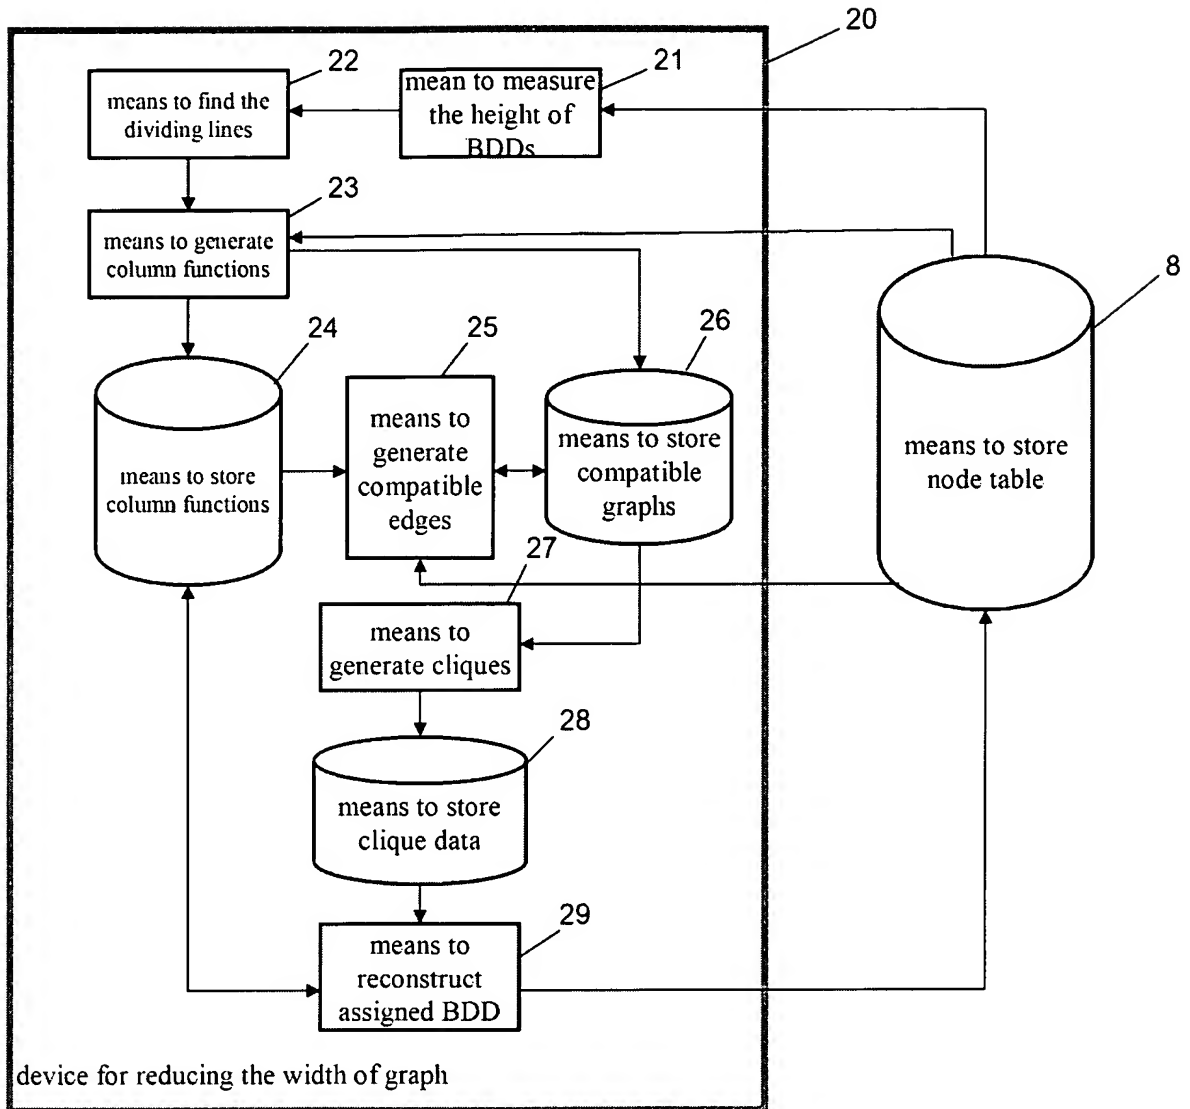 20
22
21
means to find the
dividing lines
mean to measure
the height of
BDDs
23
means to generate
column functions
8
24
25
26
means to store
column functions
means to
generate
compatible
edges
means to store
compatible
graphs
means to store
node table
27
means to
generate cliques
28
means to store
clique data
29
means to
reconstruct
assigned BDD
device for reducing the width of graph